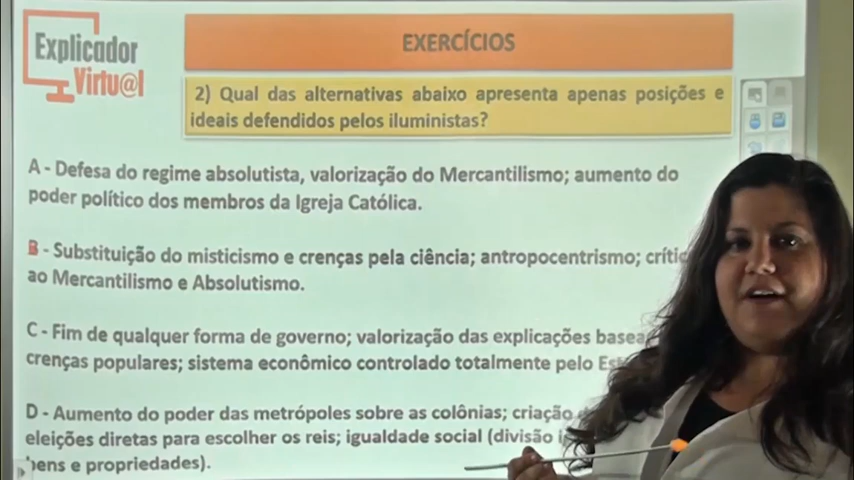 Explicador
Virtu@l
EXERCÍCIOS
2) Qual das alternativas abaixo apresenta apenas posições e
ideais defendidos pelos iluministas?
A - Defesa do regime absolutista, valorização do Mercantilismo; aumento do
poder político dos membros da Igreja Católica.
B - Substituição do misticismo e crenças pela ciência; antropocentrismo;
ao Mercantilismo e Absolutismo.
C - Fim de qualquer forma de governo; valorização das explicações
crenças populares; sistema econômico controlado totalmente pelo
D - Aumento do poder das metrópoles sobre as colônias; criação
eleições diretas para escolher os reis; igualdade social (divisão
bens e propriedades).